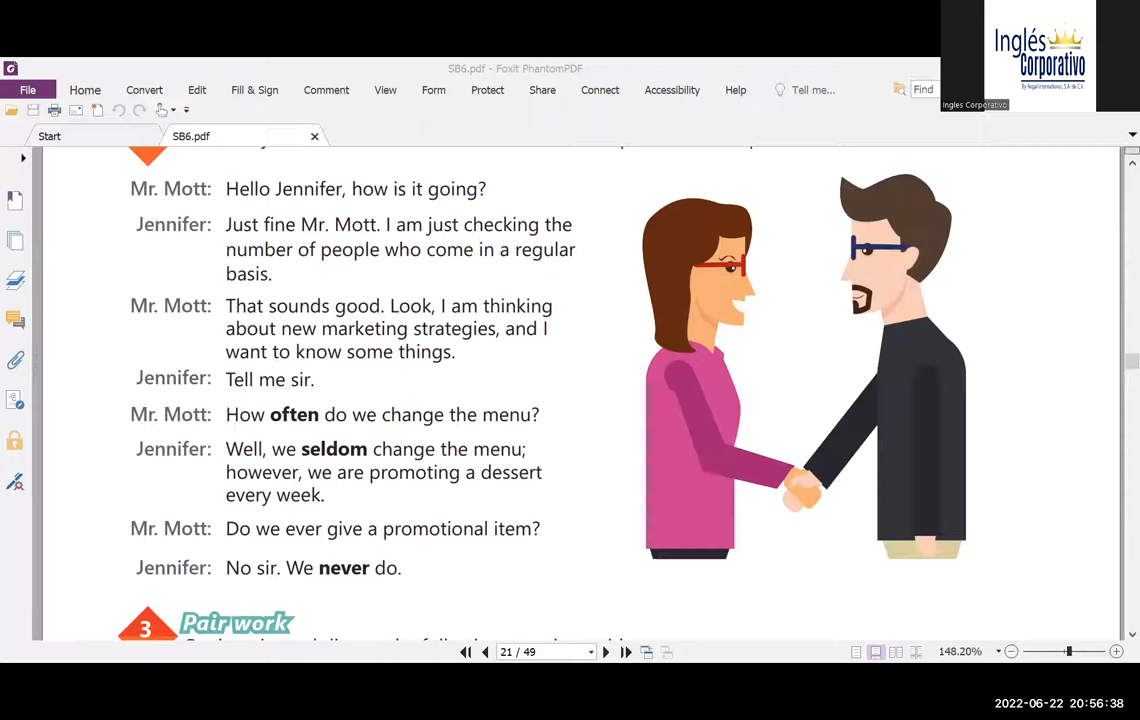 Inglés
Corporativo
By Regal International, S.A. de C.V.
Ingles Corporativo
SB6.pdf - Foxit PhantomPDF
File Home Convert Edit Fill & Sign Comment View Form Protect Share Connect Accessibility Help Tell me... Find
Start SB6.pdf
Mr. Mott: Hello Jennifer, how is it going?
Jennifer: Just fine Mr. Mott. I am just checking the
number of people who come in a regular
basis.
Mr. Mott: That sounds good. Look, I am thinking
about new marketing strategies, and I
want to know some things.
Jennifer: Tell me sir.
Mr. Mott: How often do we change the menu?
Jennifer: Well, we seldom change the menu;
however, we are promoting a dessert
every week.
Mr. Mott: Do we ever give a promotional item?
Jennifer: No sir. We never do.
3 Pair work
21 / 49
148.20%
2022-06-22 20:56:38